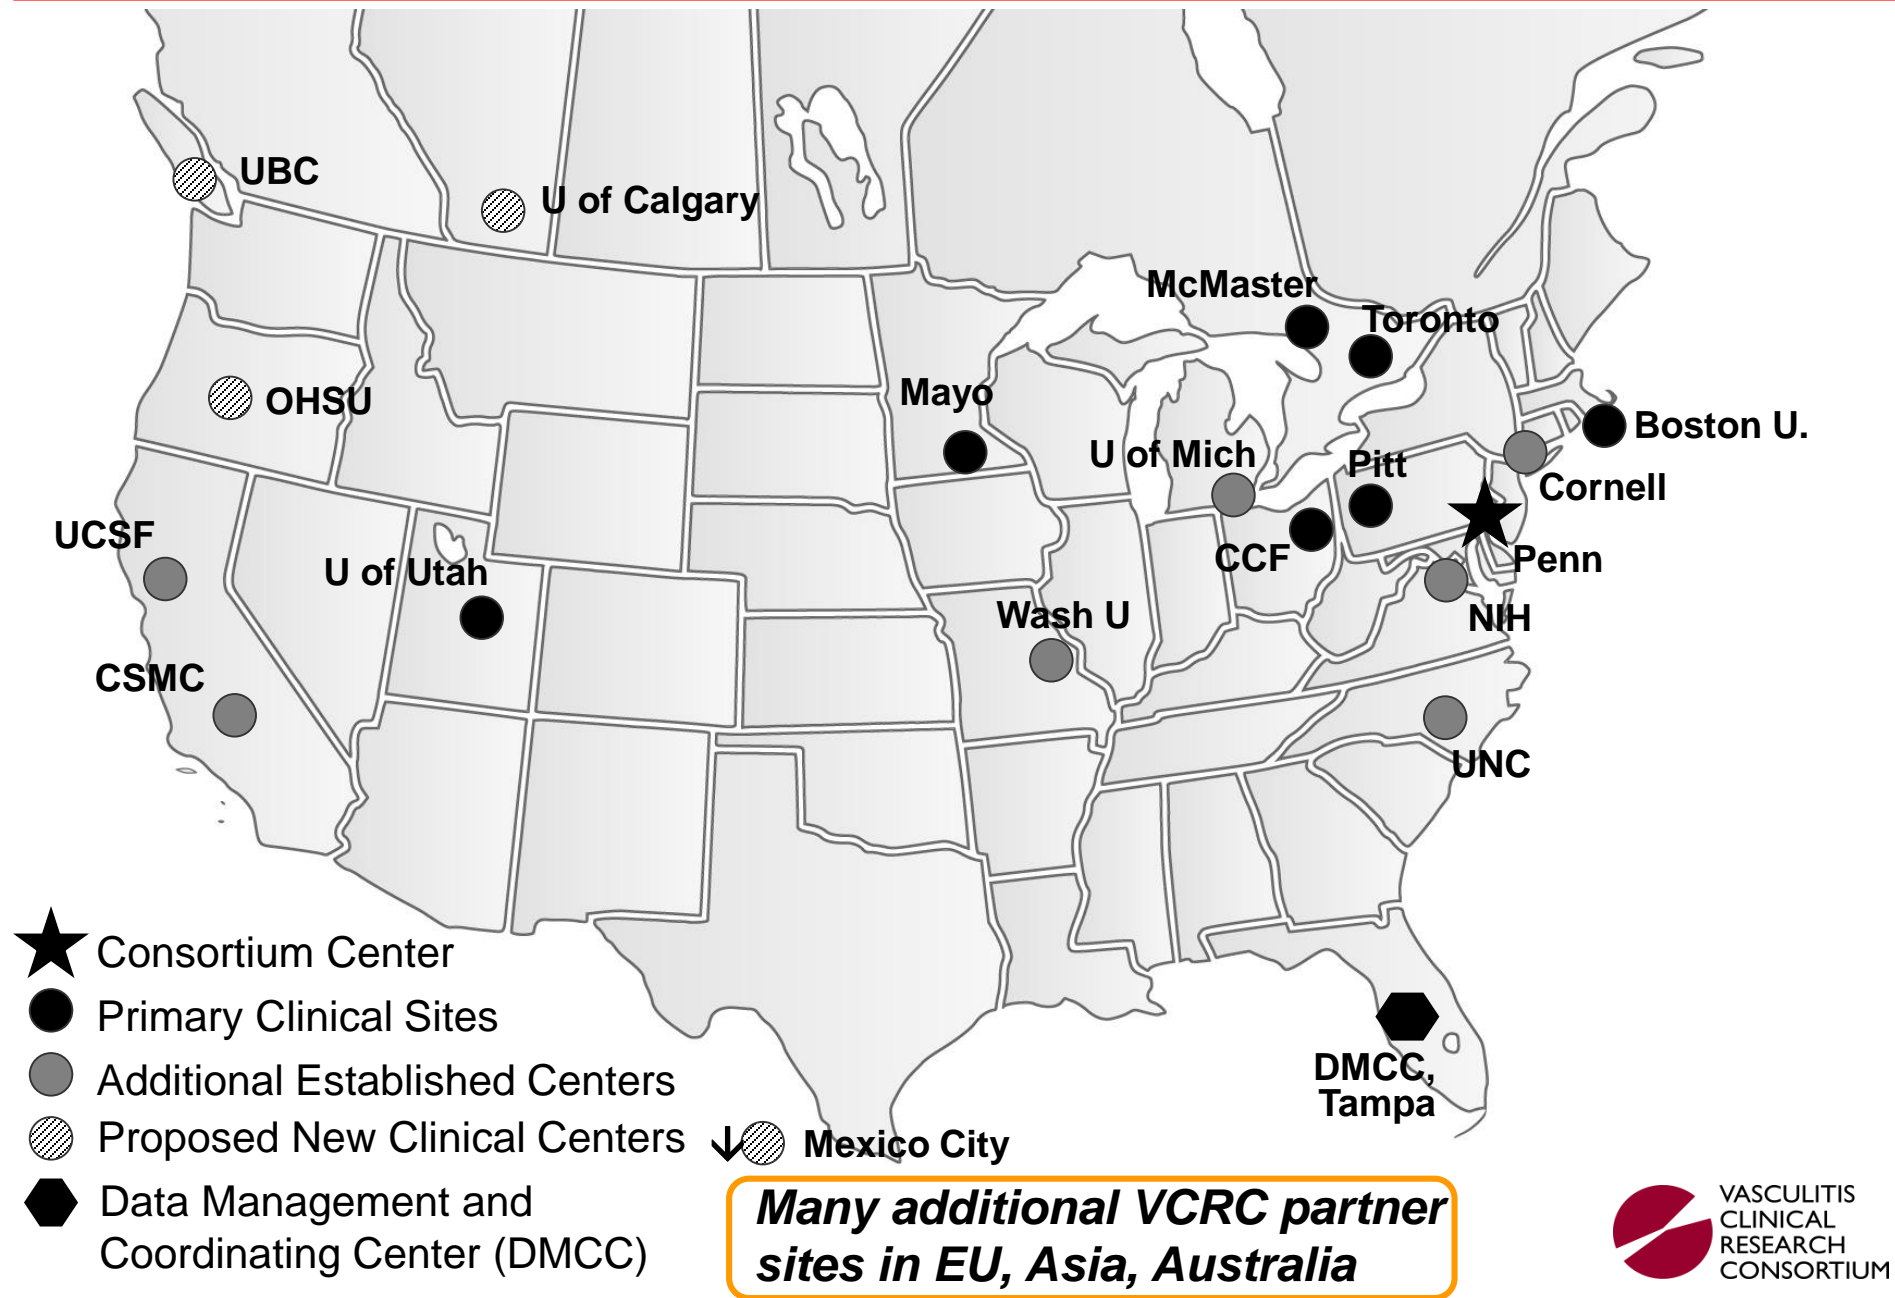 UBC
U of Calgary
McMaster
Toronto
OHSU
Mayo
Boston U.
U of Mich
Pitt
Cornell
UCSF
CCF
Penn
U of Utah
Wash U
NIH
CSMC
UNC
Consortium Center
Primary Clinical Sites
Additional Established Centers
Proposed New Clinical Centers
Data Management and
Coordinating Center (DMCC)
DMCC,
Tampa
Mexico City
Many additional VCRC partner
sites in EU, Asia, Australia
VASCULITIS
CLINICAL
RESEARCH
CONSORTIUM